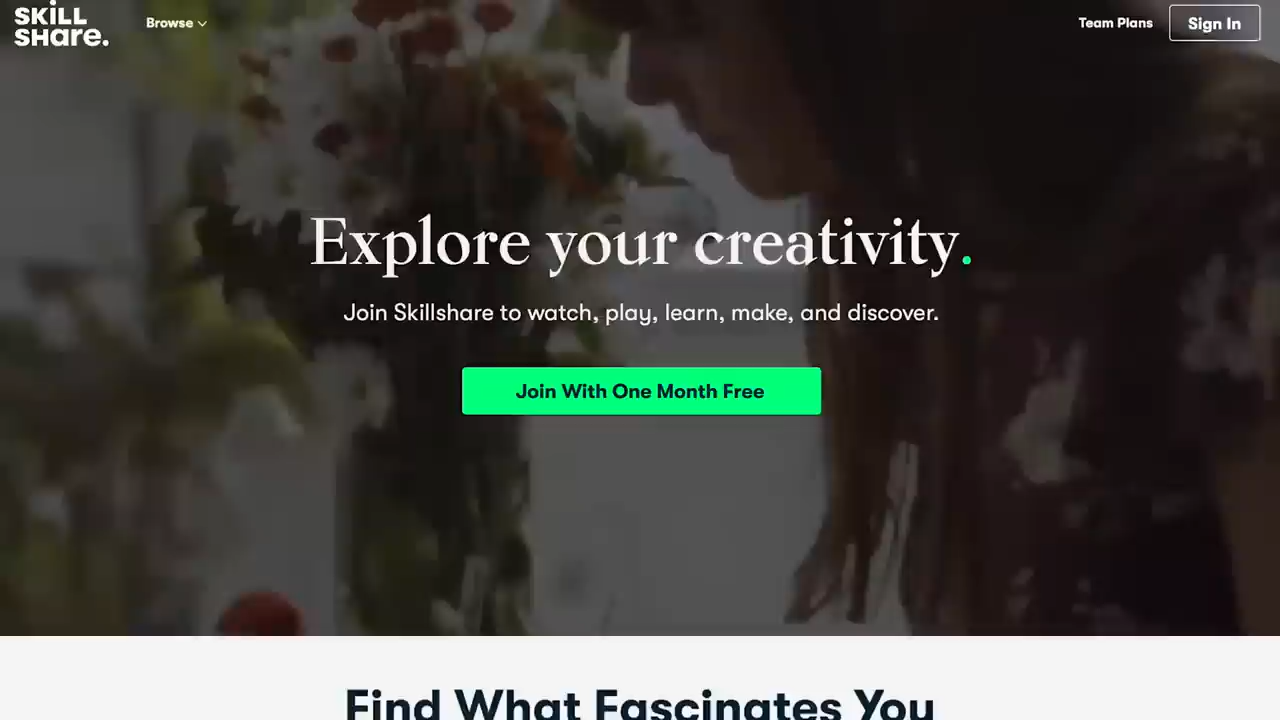 SKiLL
SHare.
Browse
Team Plans
Sign In
Explore your creativity.
Join Skillshare to watch, play, learn, make, and discover.
Join With One Month Free
Find What Fascinates You